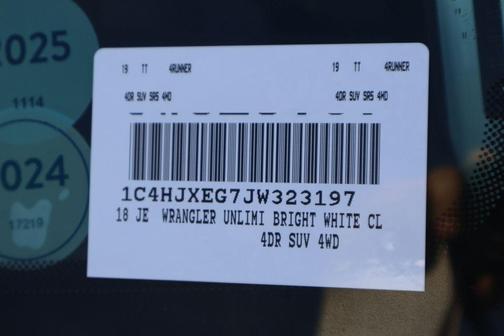 2025
1114
2024
17219
19 TT 4RUNNER 19 TT 4RUNNER
4DR SUV SR5 4WD 4DR SUV SR5 4WD
1C4HJXEG7JW323197
18 JE WRANGLER UNLIMI BRIGHT WHITE CL
4DR SUV 4WD